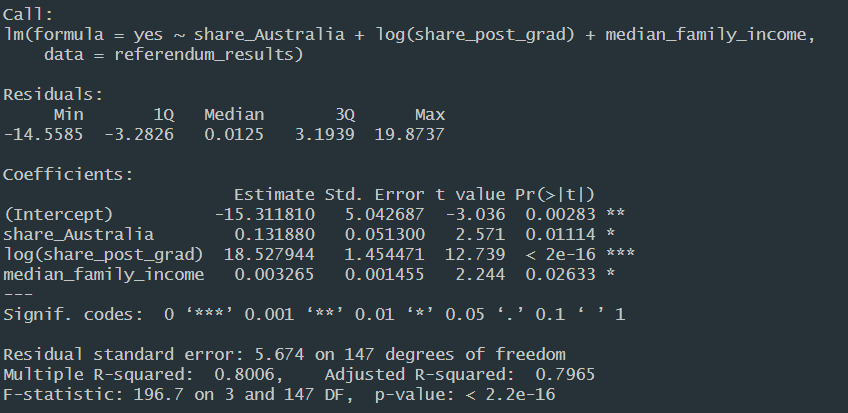 Call:
lm(formula = yes ~ share_Australia + log(share_post_grad) + median_family_income,
    data = referendum_results)

Residuals:
     Min       1Q   Median       3Q      Max
-14.5585  -3.2826   0.0125   3.1939  19.8737

Coefficients:
                       Estimate Std. Error t value Pr(>|t|)
(Intercept)          -15.311810   5.042687  -3.036  0.00283 **
share_Australia        0.131880   0.051300   2.571  0.01114 *
log(share_post_grad)  18.527944   1.454471  12.739  < 2e-16 ***
median_family_income   0.003265   0.001455   2.244  0.02633 *
---
Signif. codes:  0 ‘***’ 0.001 ‘**’ 0.01 ‘*’ 0.05 ‘.’ 0.1 ‘ ’ 1

Residual standard error: 5.674 on 147 degrees of freedom
Multiple R-squared:  0.8006,    Adjusted R-squared:  0.7965
F-statistic: 196.7 on 3 and 147 DF,  p-value: < 2.2e-16